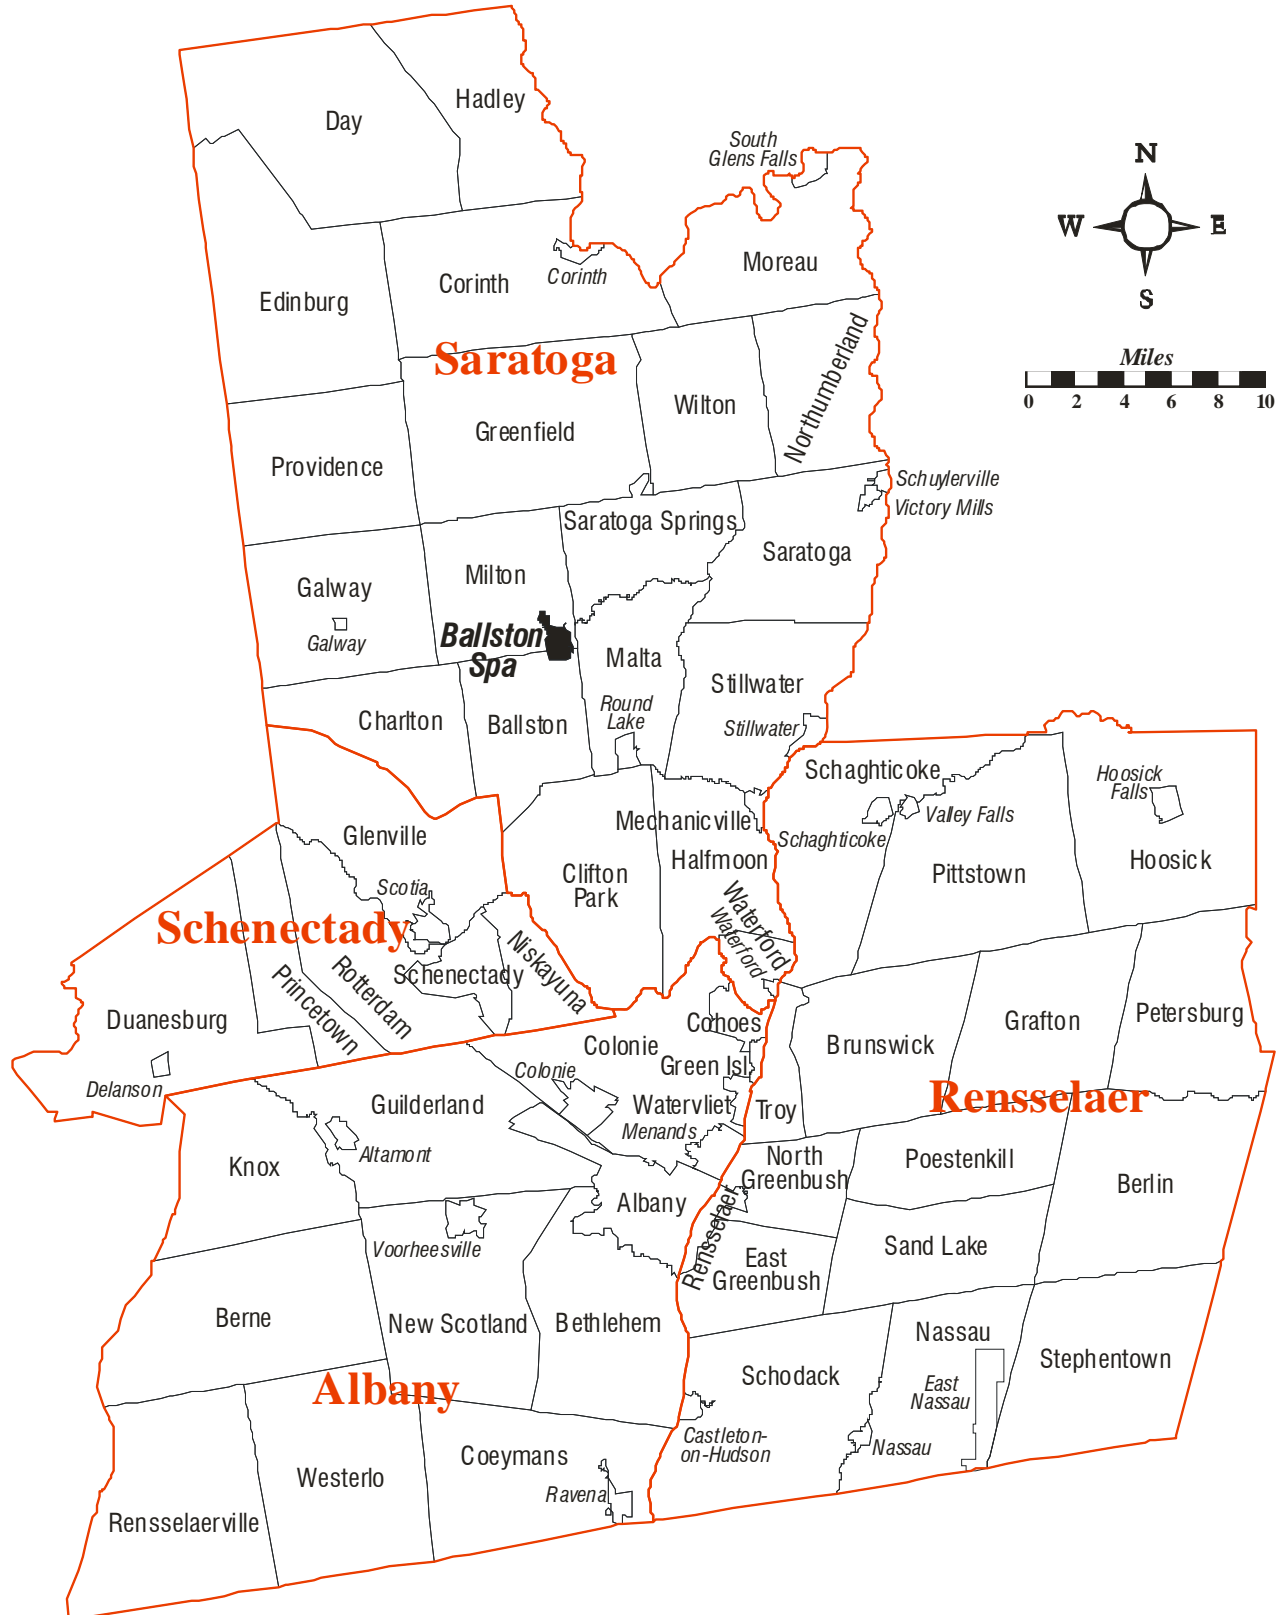 Hadley
Day
South
Glens Falls
N
W
E
S
Moreau
Corinth
Corinth
Edinburg
Northumberland
Saratoga
Miles
0 2 4 6 8 10
Wilton
Greenfield
Providence
Schuylerville
Victory Mills
Saratoga Springs
Saratoga
Milton
Galway
Galway
Ballston
Spa
Malta
Stillwater
Round
Lake
Charlton
Ballston
Stillwater
Schaghticoke
Hoosick
Falls
Valley Falls
Mechanicville
Schaghticoke
Glenville
Halfmoon
Hoosick
Clifton
Park
Pittstown
Scotia
Waterford
Waterford
Schenectady
Niskayuna
Schenectady
Rotterdam
Princetown
Duanesburg
Cohoes
Grafton
Petersburg
Colonie
Brunswick
Green Isl.
Colonie
Delanson
Rensselaer
Guilderland
Watervliet
Troy
Menands
Altamont
North
Greenbush
Poestenkill
Knox
Berlin
Albany
Rensselaer
Voorheesville
Sand Lake
East
Greenbush
Berne
New Scotland
Bethlehem
Nassau
Stephentown
Schodack
Albany
East
Nassau
Castleton-
on-Hudson
Nassau
Coeymans
Westerlo
Ravena
Rensselaerville